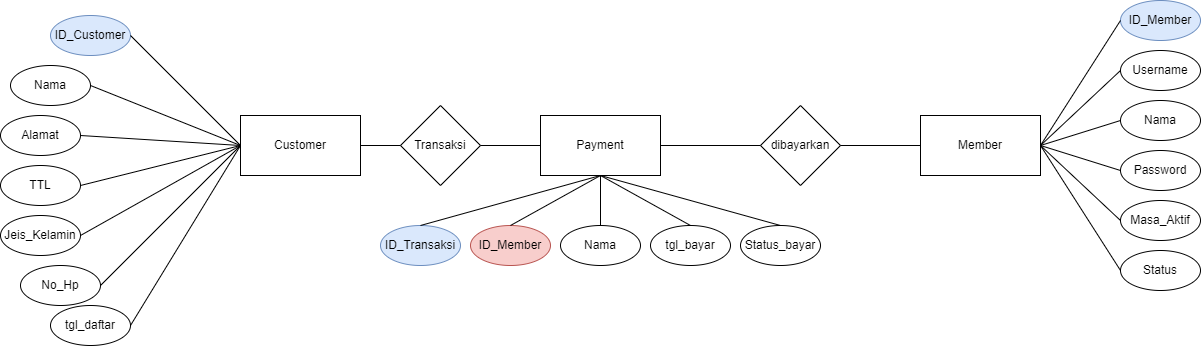 ID_Customer
Nama
Alamat
TTL
Jeis_Kelamin
No_Hp
tgl_daftar
Customer
Transaksi
Payment
dibayarkan
Member
ID_Transaksi
ID_Member
Nama
tgl_bayar
Status_bayar
ID_Member
Username
Nama
Password
Masa_Aktif
Status